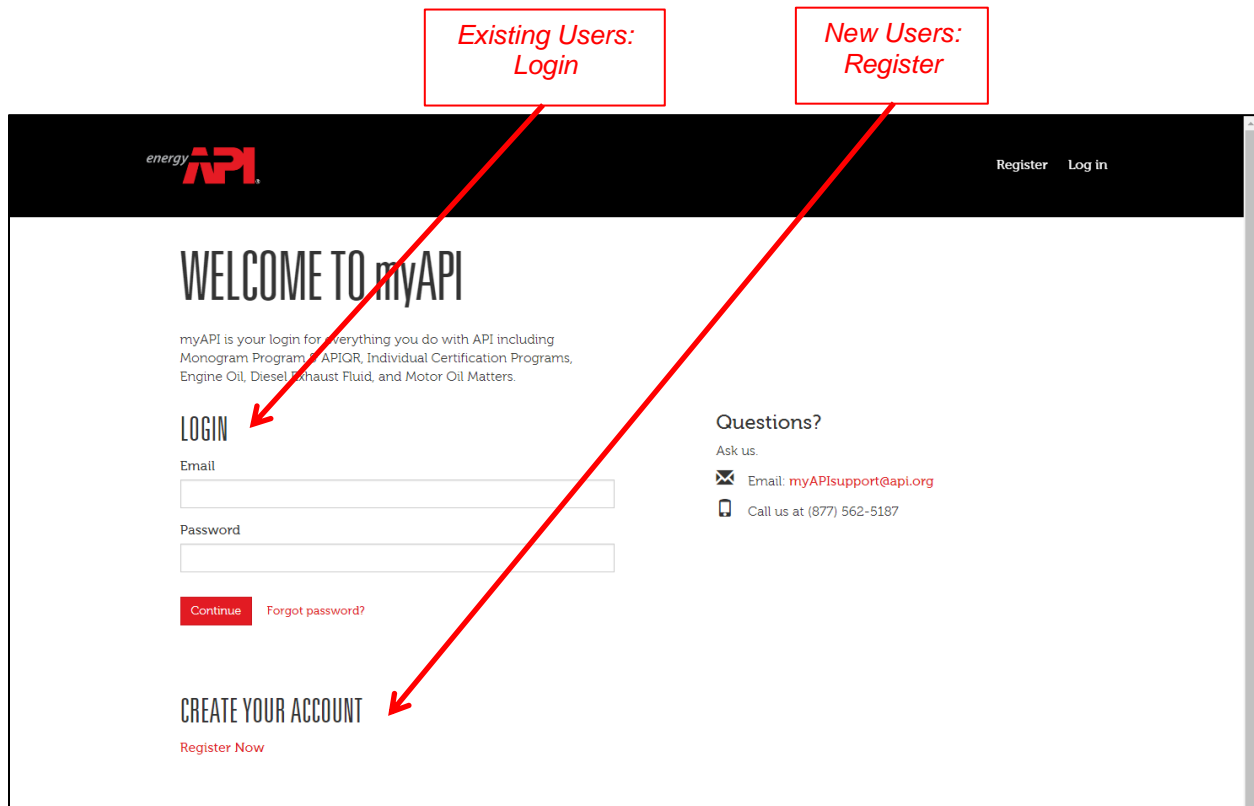 Existing Users:
Login
New Users:
Register
energy API
Register Log in
WELCOME TO myAPI
myAPI is your login for everything you do with API including
Monogram Program & APIQR, Individual Certification Programs,
Engine Oil, Diesel Exhaust Fluid, and Motor Oil Matters.
LOGIN
Email
Password
Continue Forgot password?
Questions?
Ask us.
Email: myAPIsupport@api.org
Call us at (877) 562-5187
CREATE YOUR ACCOUNT
Register Now